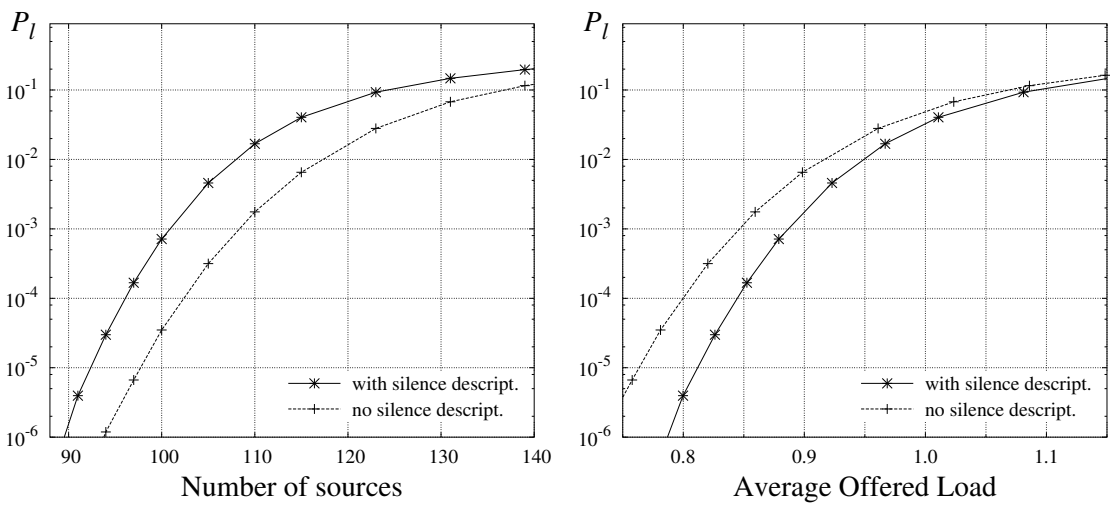 P_l
10^-1
10^-2
10^-3
10^-4
10^-5
10^-6
with silence descript.
no silence descript.
90 100 110 120 130 140
Number of sources
P_l
10^-1
10^-2
10^-3
10^-4
10^-5
10^-6
with silence descript.
no silence descript.
0.8 0.9 1.0 1.1
Average Offered Load